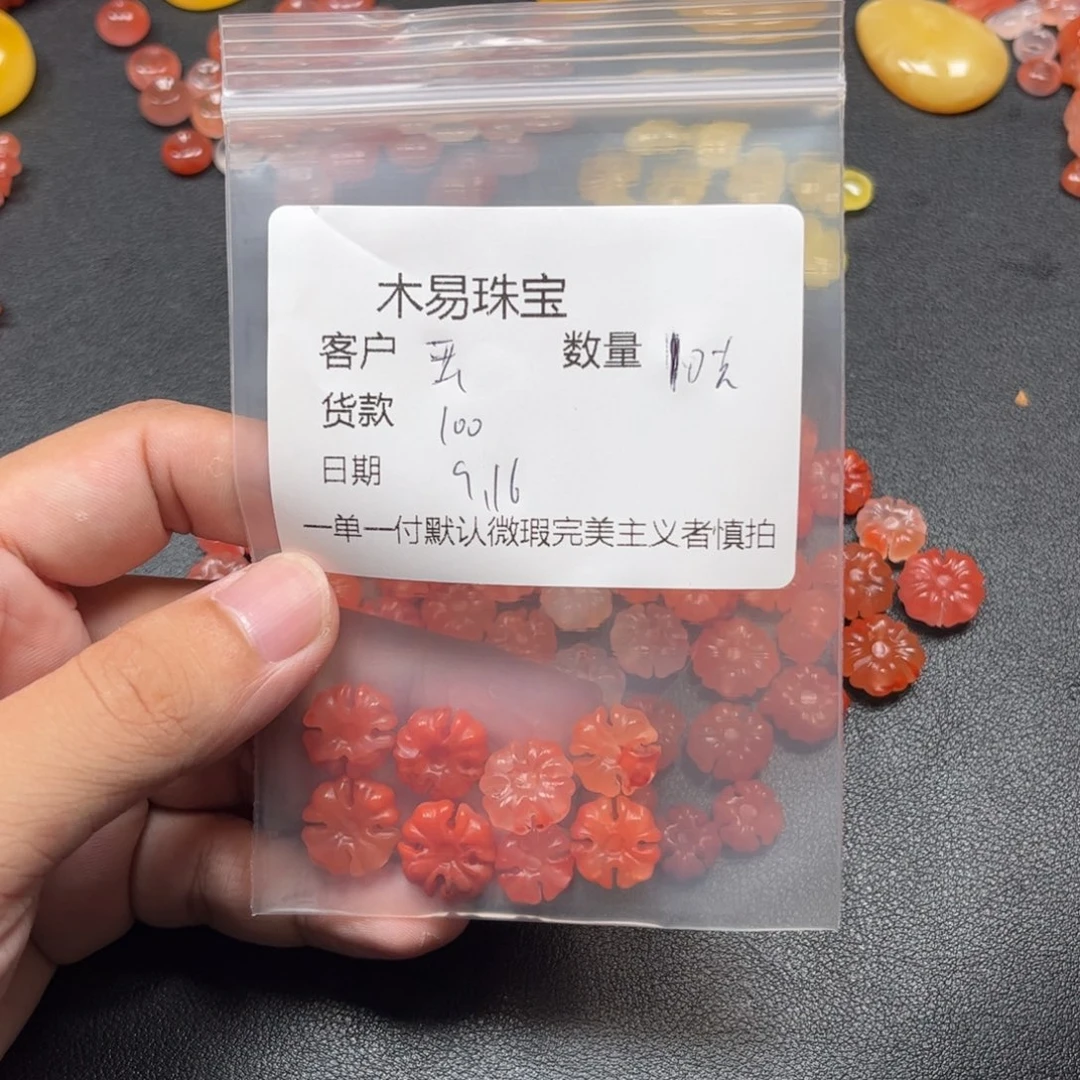 木易珠宝
客户 数量 10克
货款 100
日期 9.16
一单一付默认微瑕完美主义者慎拍